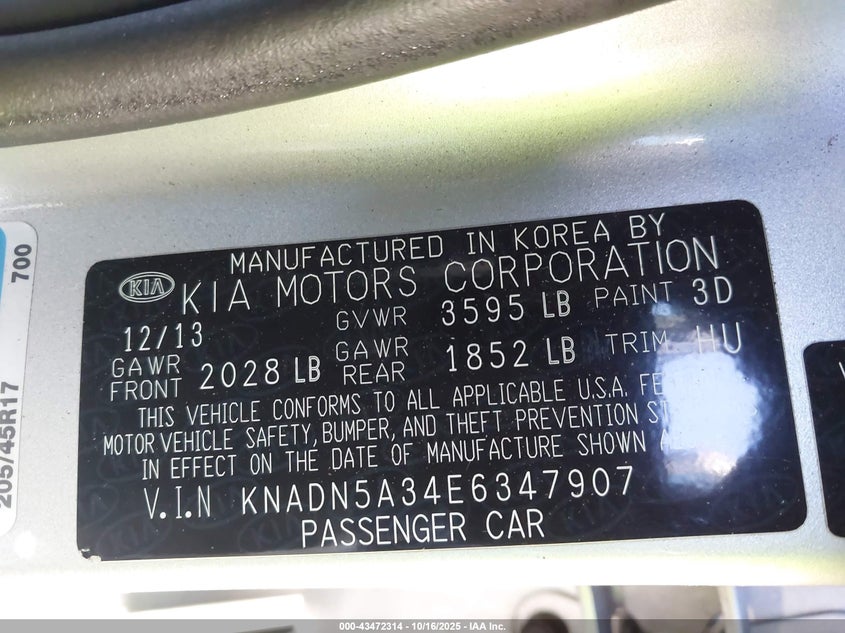 MANUFACTURED IN KOREA BY
KIA KIA MOTORS CORPORATION
12/13 GVWR 3595 LB PAINT 3D
GAWR FRONT 2028 LB GAWR REAR 1852 LB TRIM HU
THIS VEHICLE CONFORMS TO ALL APPLICABLE U.S.A.
MOTOR VEHICLE SAFETY, BUMPER, AND THEFT PREVENTION
IN EFFECT ON THE DATE OF MANUFACTURE SHOWN
V.I.N KNADN5A34E6347907
PASSENGER CAR
205/45R17
700
000-43472314 - 10/16/2025 - IAA Inc.